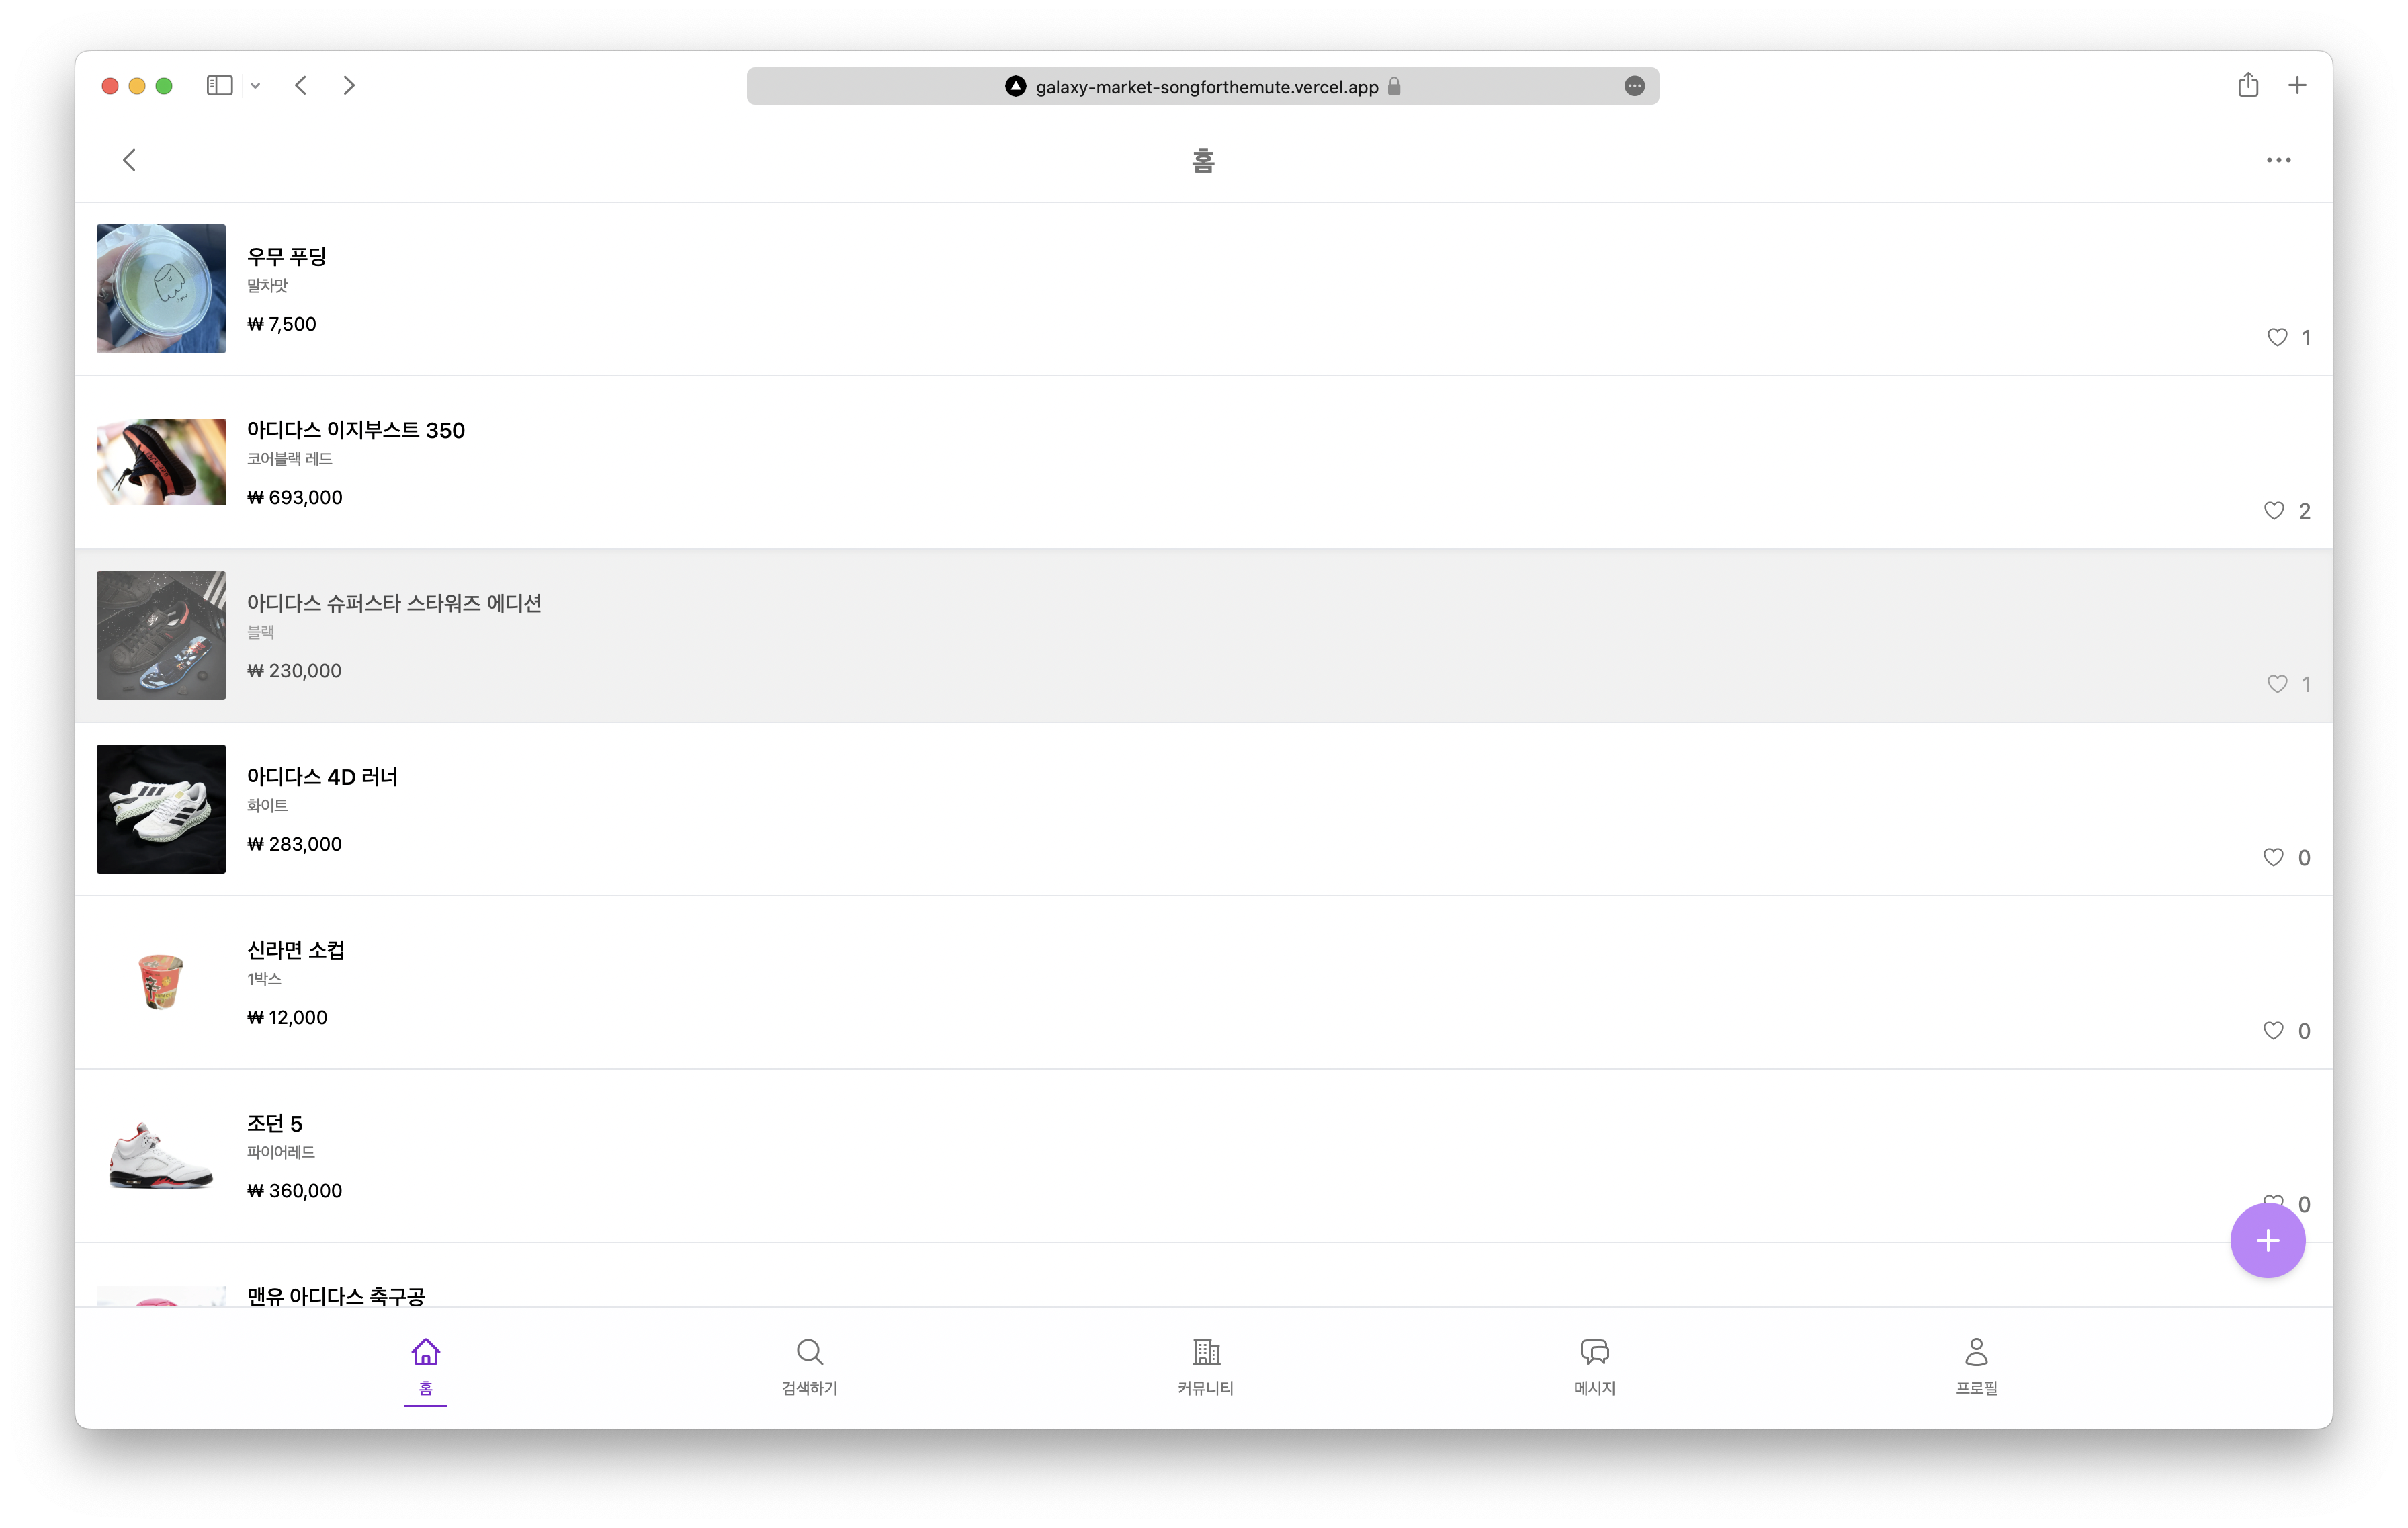 galaxy-market-songforthemute.vercel.app
홈
우무 푸딩
말차맛
₩ 7,500
1
아디다스 이지부스트 350
코어블랙 레드
₩ 693,000
2
아디다스 슈퍼스타 스타워즈 에디션
블랙
₩ 230,000
1
아디다스 4D 러너
화이트
₩ 283,000
0
신라면 소컵
1박스
₩ 12,000
0
조던 5
파이어레드
₩ 360,000
0
맨유 아디다스 축구공
홈
검색하기
커뮤니티
메시지
프로필